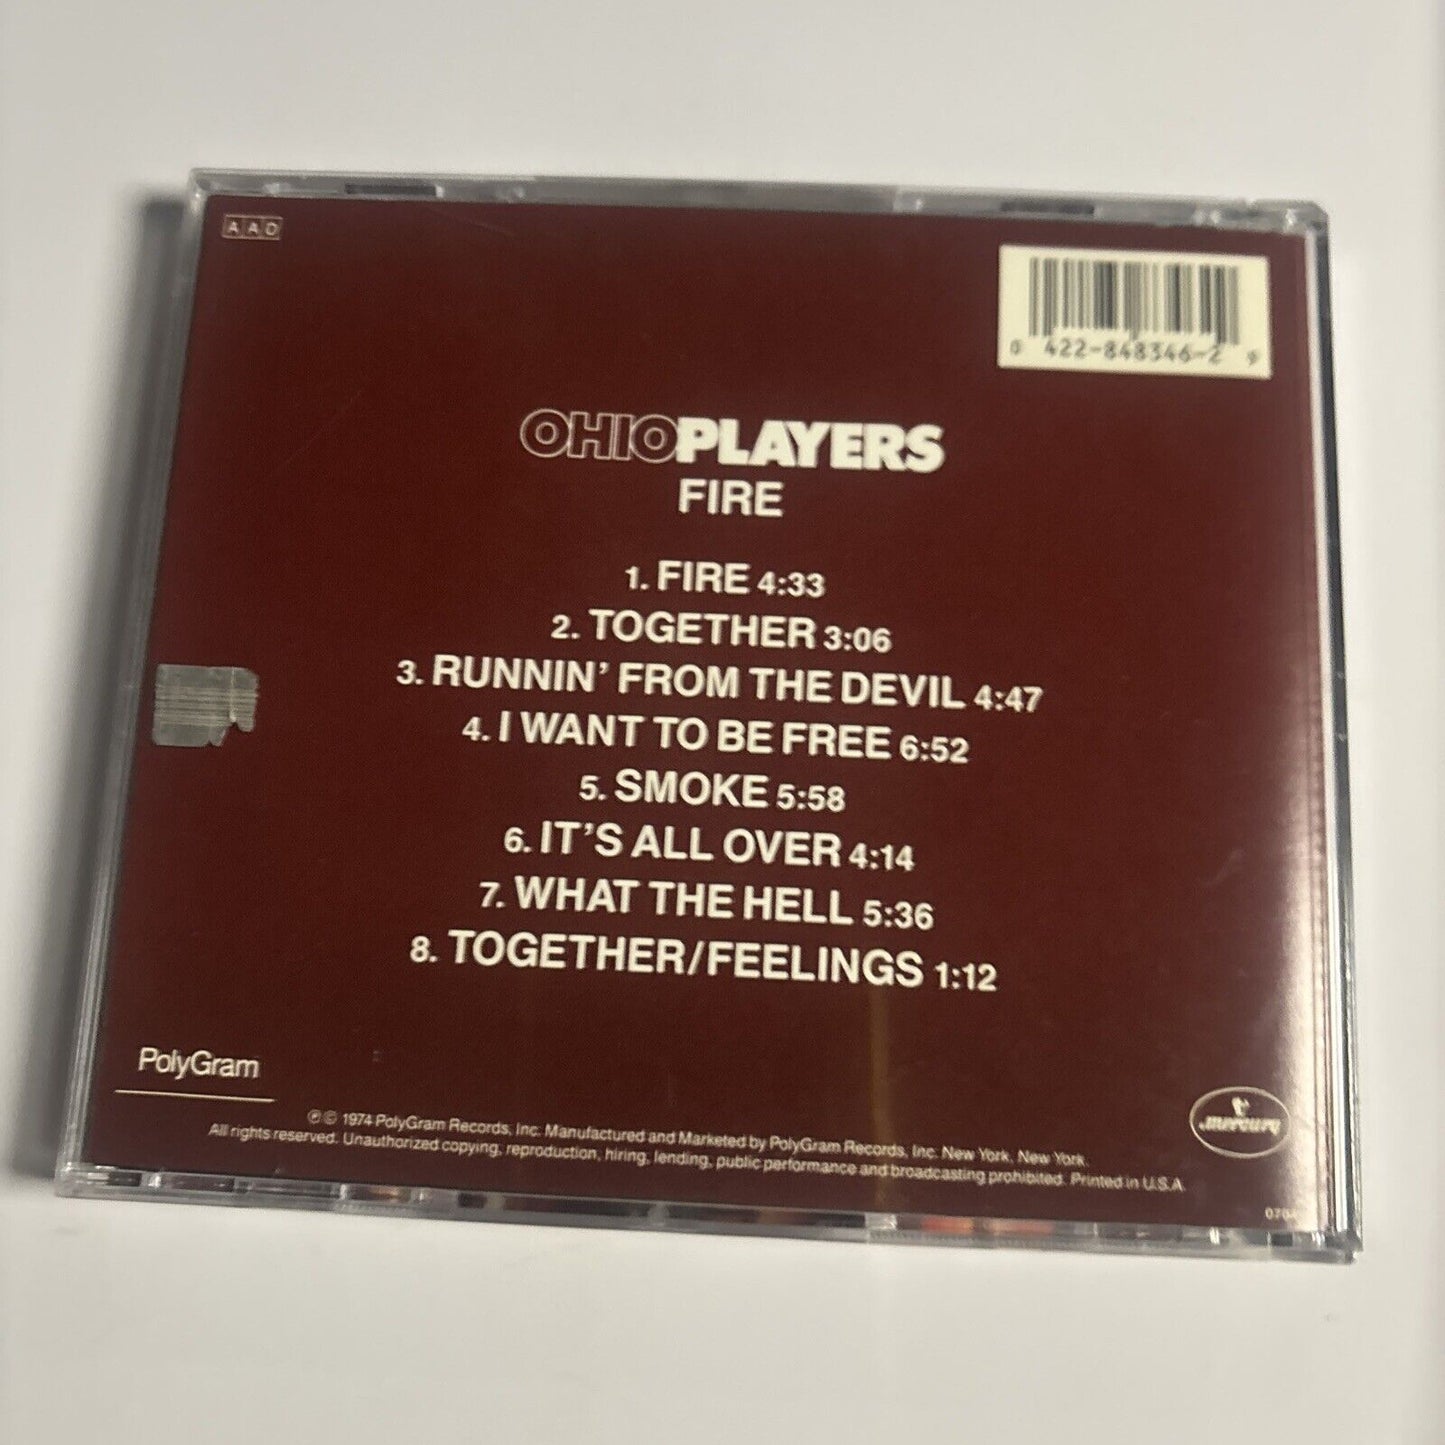 AAD
0 422-848346-2 9
OHIOPLAYERS
FIRE
1. FIRE 4:33
2. TOGETHER 3:06
3. RUNNIN' FROM THE DEVIL 4:47
4. I WANT TO BE FREE 6:52
5. SMOKE 5:58
6. IT'S ALL OVER 4:14
7. WHAT THE HELL 5:36
8. TOGETHER/FEELINGS 1:12
PolyGram
℗© 1974 PolyGram Records, Inc. Manufactured and Marketed by PolyGram Records, Inc. New York, New York.
All rights reserved. Unauthorized copying, reproduction, hiring, lending, public performance and broadcasting prohibited. Printed in U.S.A.
mercury